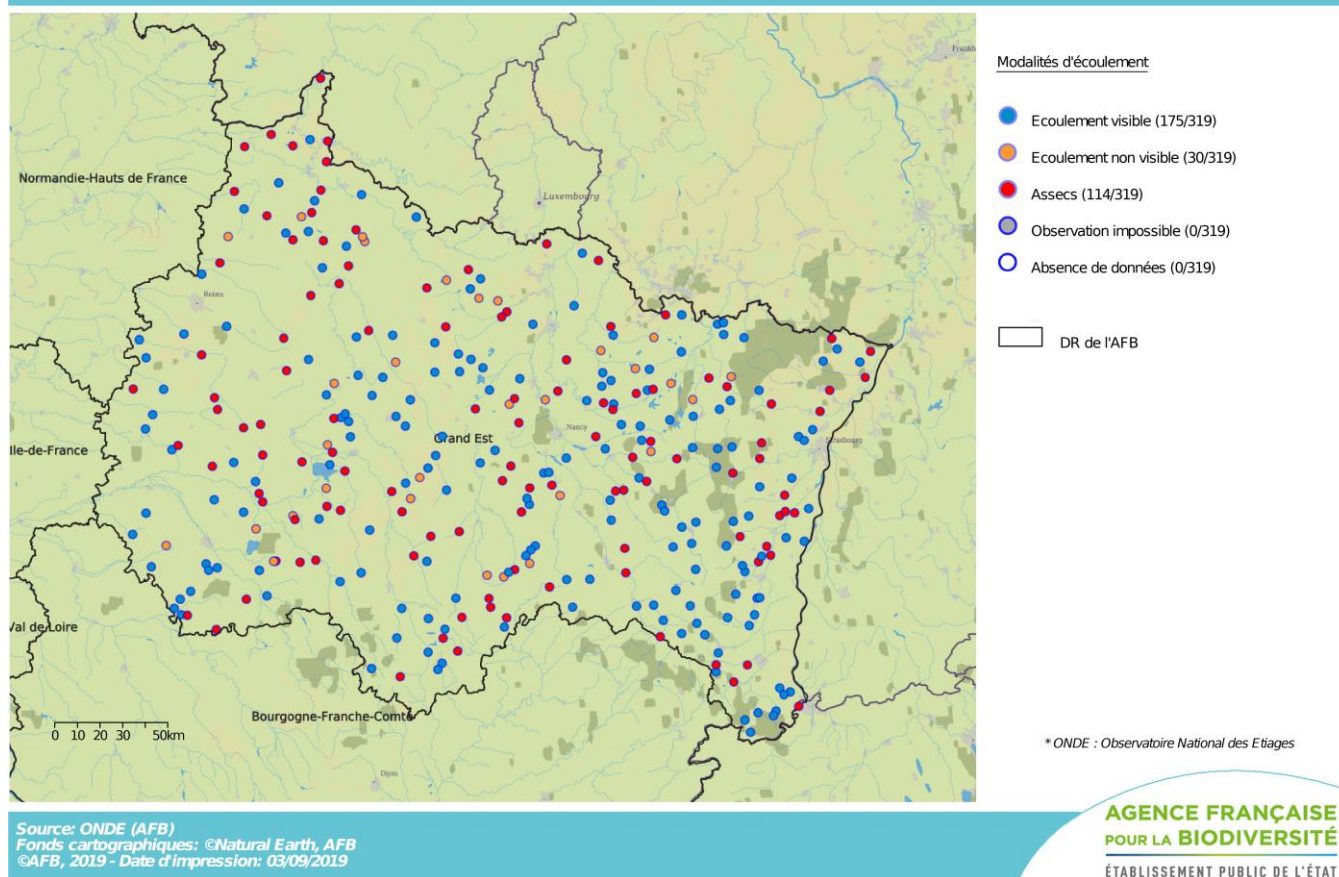 Frankfu
Normandie-Hauts de France
Luxembourg
Reims
Ile-de-France
Grand Est
Nancy
Strasbourg
Val de Loire
Bourgogne-Franche-Comté
Dijon
0 10 20 30 50km
Modalités d'écoulement
Ecoulement visible (175/319)
Ecoulement non visible (30/319)
Assecs (114/319)
Observation impossible (0/319)
Absence de données (0/319)
DR de l'AFB
* ONDE : Observatoire National des Etiages
Source: ONDE (AFB)
Fonds cartographiques: ©Natural Earth, AFB
©AFB, 2019 - Date d'impression: 03/09/2019
AGENCE FRANÇAISE
POUR LA BIODIVERSITÉ
ÉTABLISSEMENT PUBLIC DE L'ÉTAT